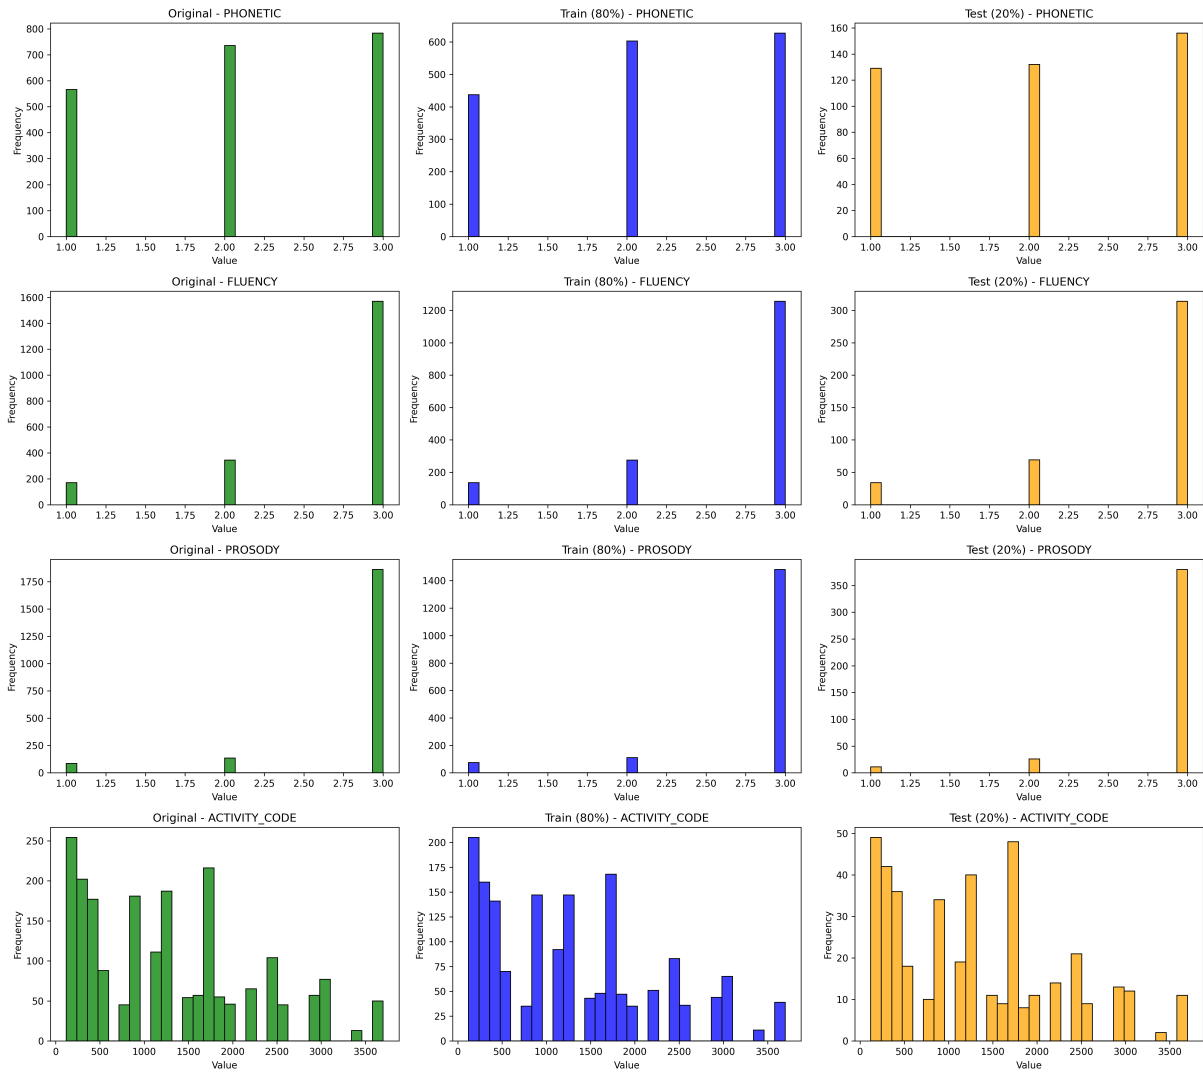 Original - PHONETIC
800
700
600
500
400
300
200
100
0
Frequency
1.00 1.25 1.50 1.75 2.00 2.25 2.50 2.75 3.00
Value
Train (80%) - PHONETIC
600
500
400
300
200
100
0
Frequency
1.00 1.25 1.50 1.75 2.00 2.25 2.50 2.75 3.00
Value
Test (20%) - PHONETIC
160
140
120
100
80
60
40
20
0
Frequency
1.00 1.25 1.50 1.75 2.00 2.25 2.50 2.75 3.00
Value
Original - FLUENCY
1600
1400
1200
1000
800
600
400
200
0
Frequency
1.00 1.25 1.50 1.75 2.00 2.25 2.50 2.75 3.00
Value
Train (80%) - FLUENCY
1200
1000
800
600
400
200
0
Frequency
1.00 1.25 1.50 1.75 2.00 2.25 2.50 2.75 3.00
Value
Test (20%) - FLUENCY
300
250
200
150
100
50
0
Frequency
1.00 1.25 1.50 1.75 2.00 2.25 2.50 2.75 3.00
Value
Original - PROSODY
1750
1500
1250
1000
750
500
250
0
Frequency
1.00 1.25 1.50 1.75 2.00 2.25 2.50 2.75 3.00
Value
Train (80%) - PROSODY
1400
1200
1000
800
600
400
200
0
Frequency
1.00 1.25 1.50 1.75 2.00 2.25 2.50 2.75 3.00
Value
Test (20%) - PROSODY
350
300
250
200
150
100
50
0
Frequency
1.00 1.25 1.50 1.75 2.00 2.25 2.50 2.75 3.00
Value
Original - ACTIVITY_CODE
250
200
150
100
50
0
Frequency
0 500 1000 1500 2000 2500 3000 3500
Value
Train (80%) - ACTIVITY_CODE
200
175
150
125
100
75
50
25
0
Frequency
0 500 1000 1500 2000 2500 3000 3500
Value
Test (20%) - ACTIVITY_CODE
50
40
30
20
10
0
Frequency
0 500 1000 1500 2000 2500 3000 3500
Value